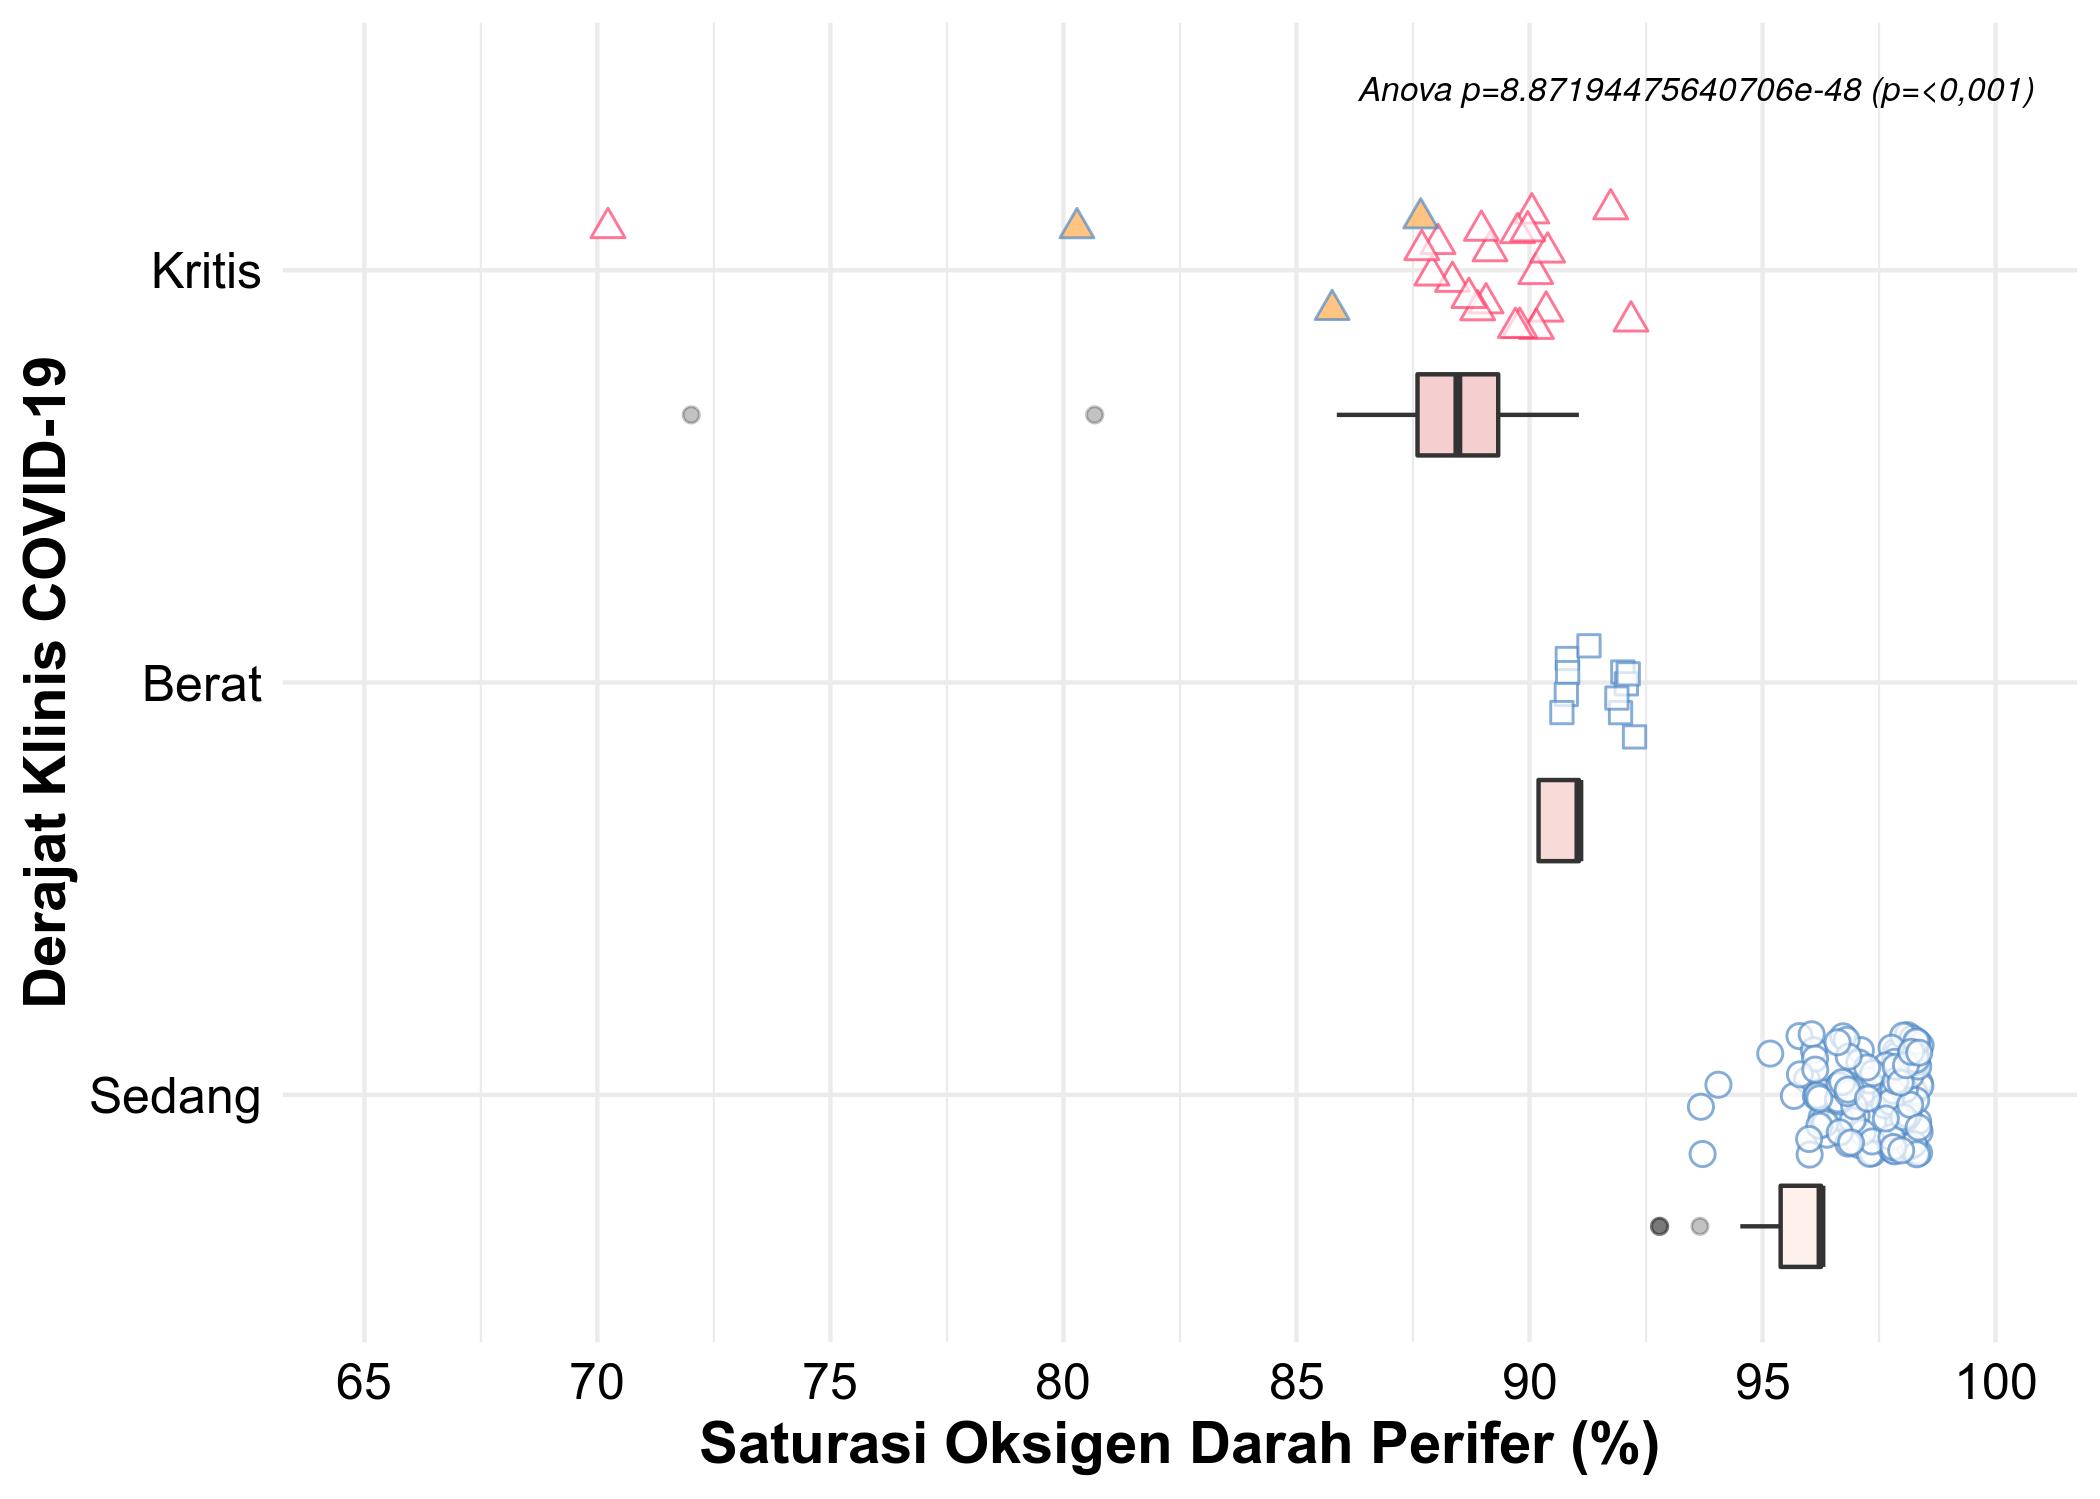 Anova p=8.87194475640706e-48 (p=<0,001)
Kritis
Berat
Sedang
Derajat Klinis COVID-19
65 70 75 80 85 90 95 100
Saturasi Oksigen Darah Perifer (%)